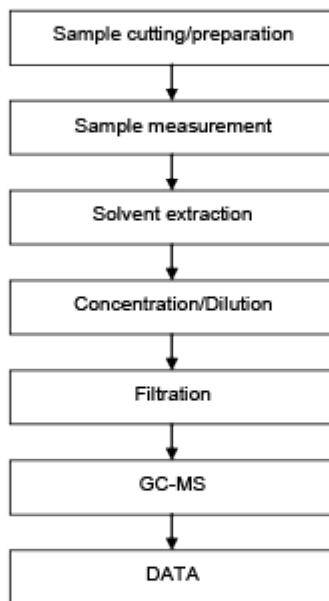 Sample cutting/preparation
Sample measurement
Solvent extraction
Concentration/Dilution
Filtration
GC-MS
DATA